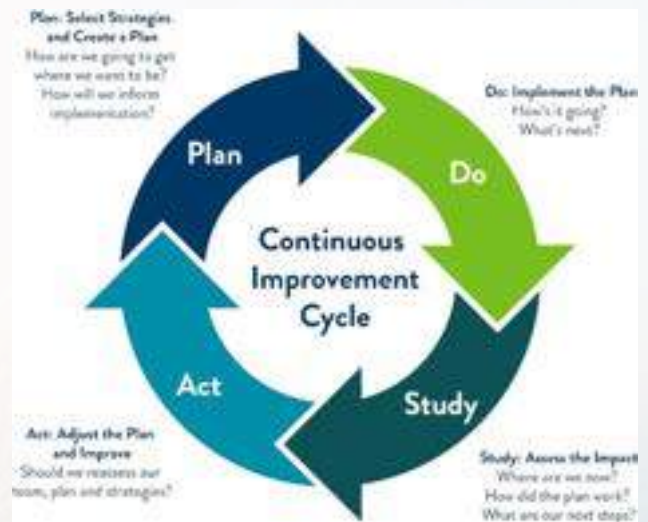 Plan: Select Strategies
and Create a Plan
How are we going to get
where we want to be?
How will we inform
implementation?
Do: Implement the Plan
How's it going?
What's next?
Plan
Do
Continuous
Improvement
Cycle
Act
Study
Act: Adjust the Plan
and Improve
Should we reassess our
team, plan and strategies?
Study: Assess the Impact
Where are we now?
How did the plan work?
What are our next steps?